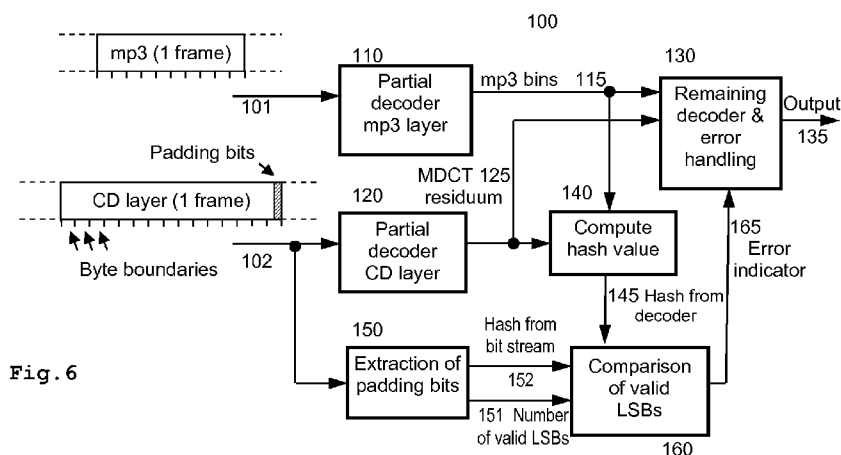 100
mp3 (1 frame)
101
110
Partial
decoder
mp3 layer
mp3 bins
115
130
Remaining
decoder &
error
handling
Output
135
Padding bits
CD layer (1 frame)
Byte boundaries
102
120
Partial
decoder
CD layer
MDCT 125
residuum
140
Compute
hash value
165
Error
indicator
145 Hash from
decoder
150
Extraction of
padding bits
Hash from
bit stream
152
151 Number
of valid LSBs
Comparison
of valid
LSBs
160
Fig.6